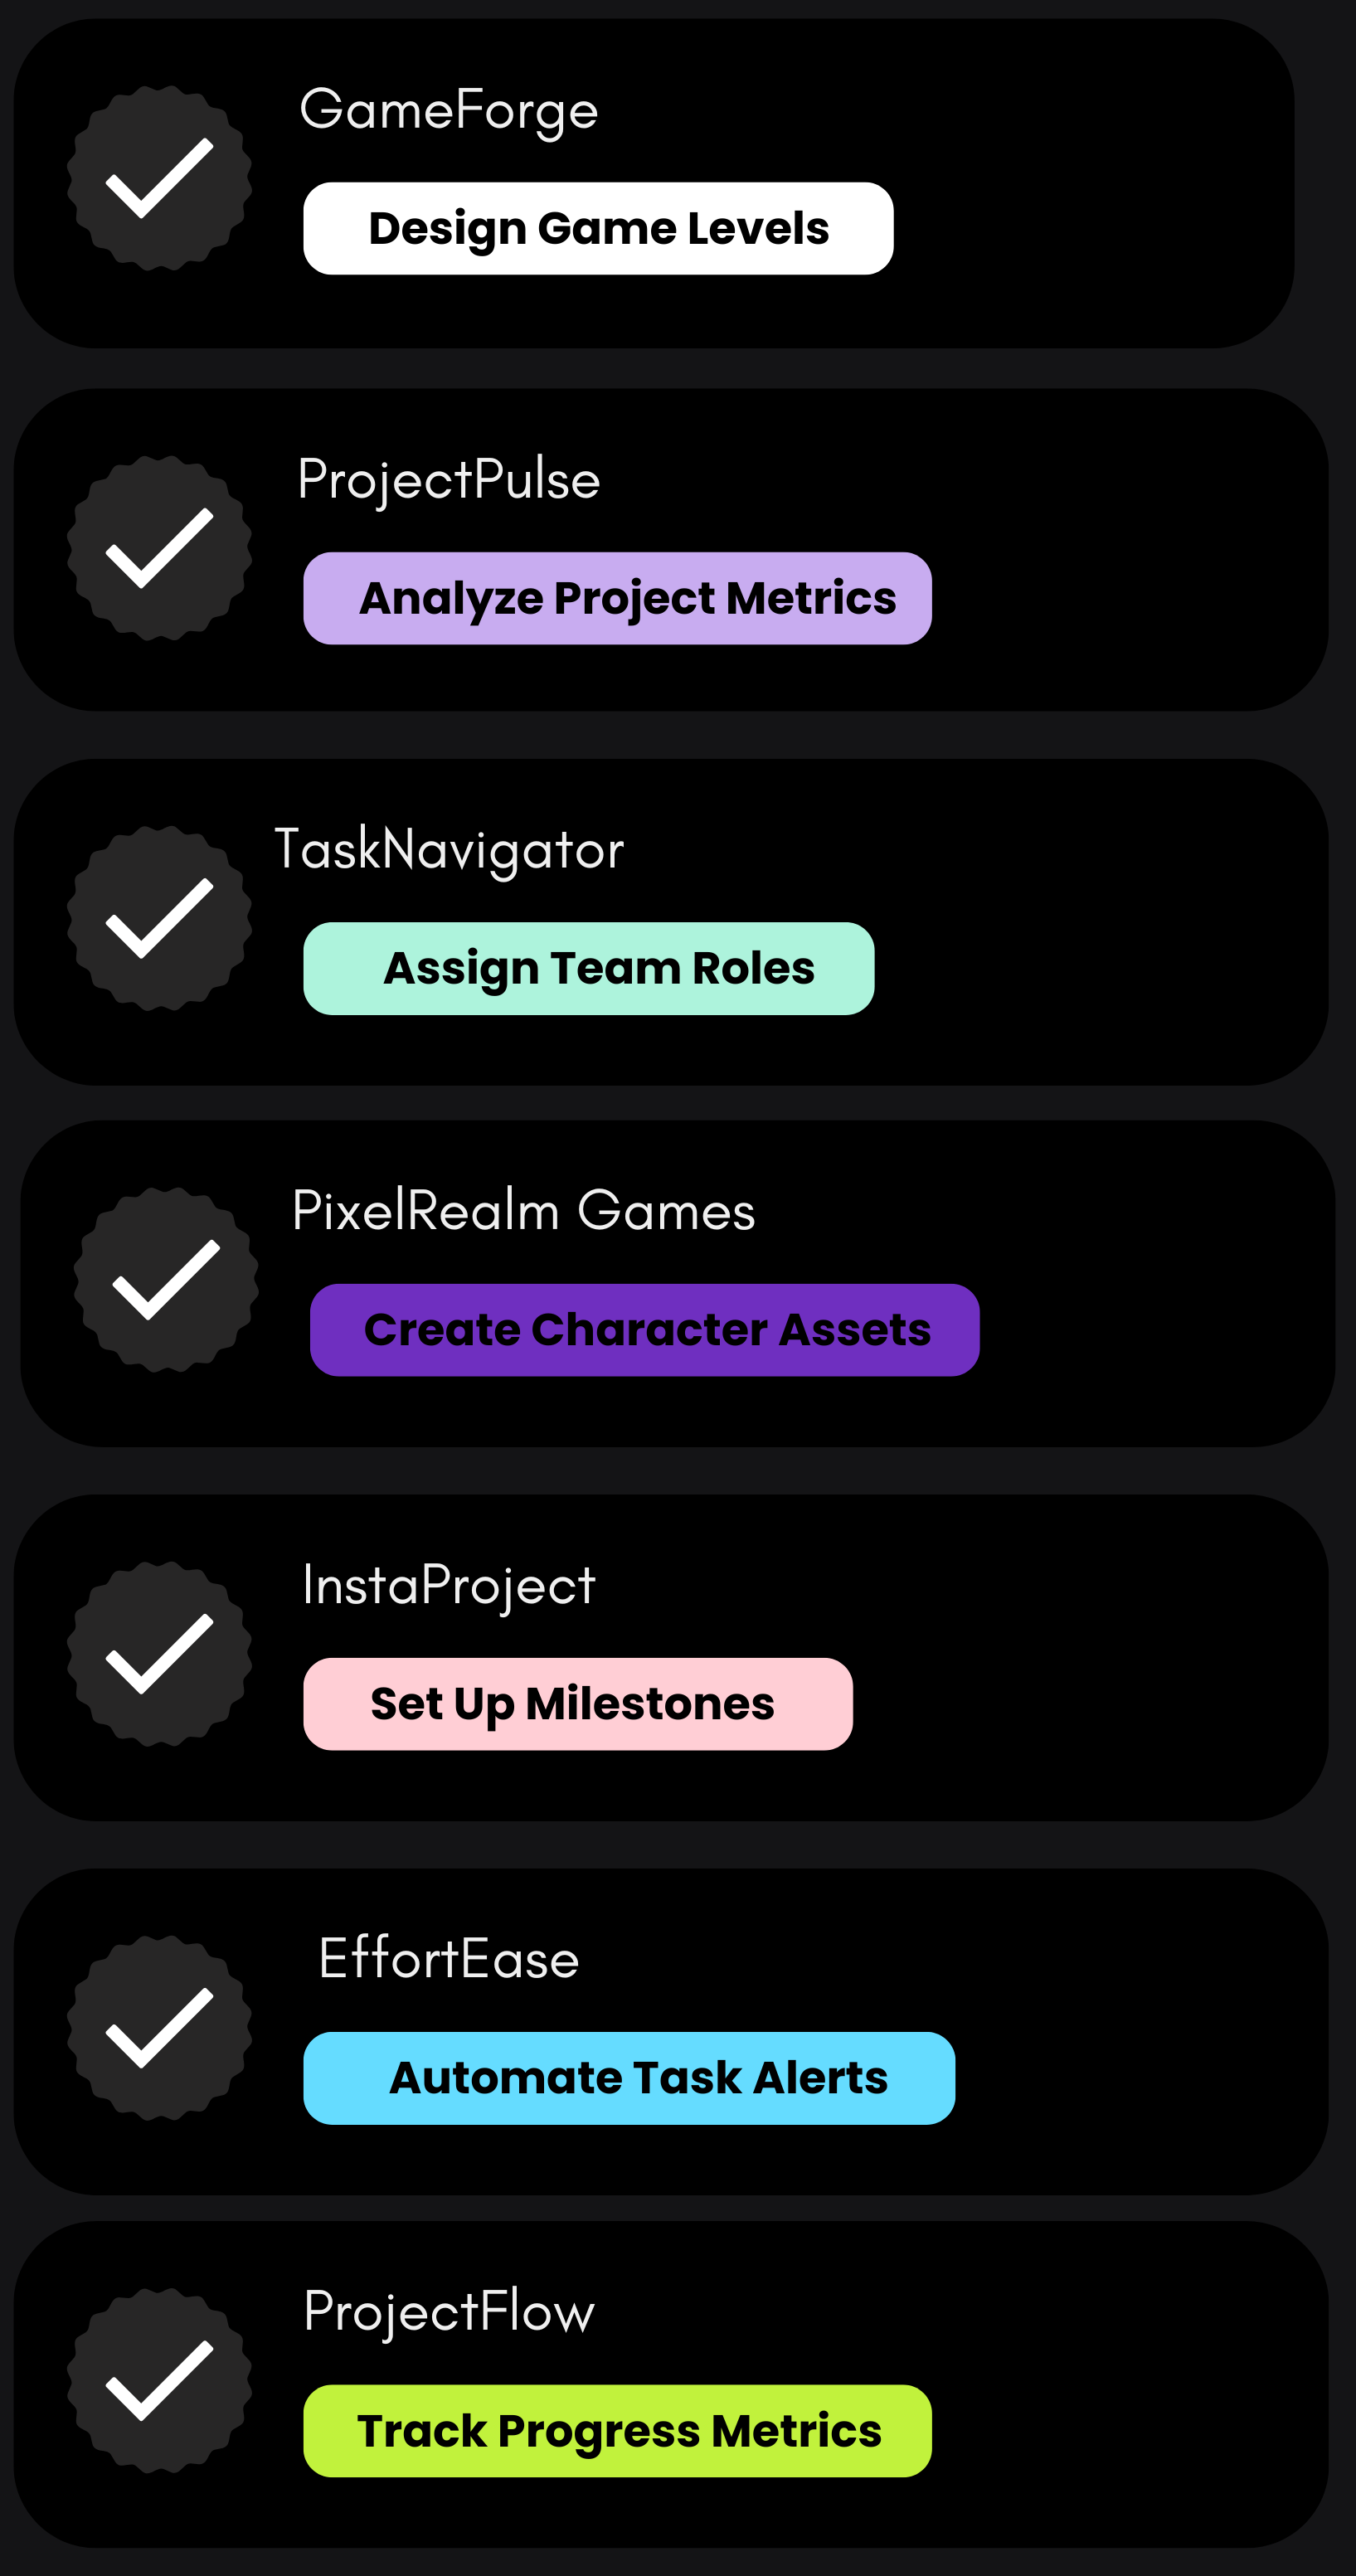 GameForge
Design Game Levels
ProjectPulse
Analyze Project Metrics
TaskNavigator
Assign Team Roles
PixelRealm Games
Create Character Assets
InstaProject
Set Up Milestones
EffortEase
Automate Task Alerts
ProjectFlow
Track Progress Metrics